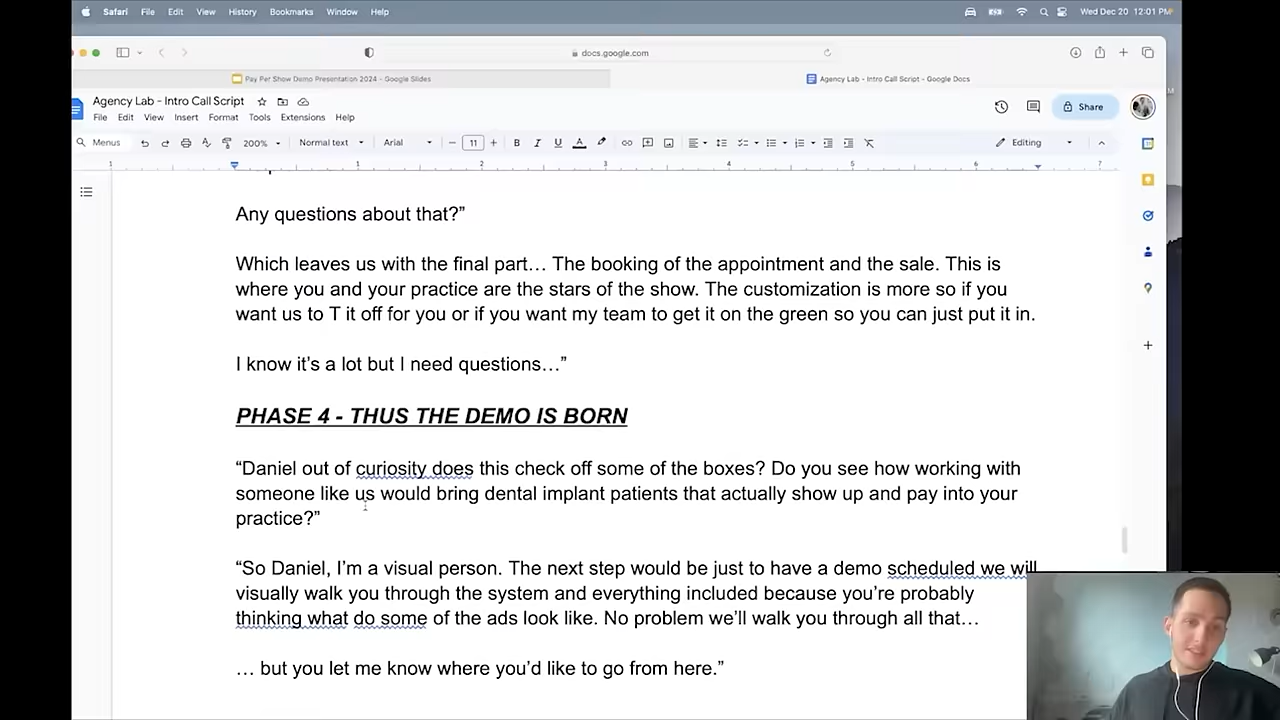 Safari File Edit View History Bookmarks Window Help Wed Dec 20 12:01 PM
docs.google.com
Pay Per Show Demo Presentation 2024 - Google Slides
Agency Lab - Intro Call Script - Google Docs
Agency Lab - Intro Call Script
Share
File Edit View Insert Format Tools Extensions Help
Menus 200% Normal text Arial 11 B I U A Editing
1 1 2 3 4 5 6 7
Any questions about that?”
Which leaves us with the final part… The booking of the appointment and the sale. This is
where you and your practice are the stars of the show. The customization is more so if you
want us to T it off for you or if you want my team to get it on the green so you can just put it in.
I know it’s a lot but I need questions…”
PHASE 4 - THUS THE DEMO IS BORN
“Daniel out of curiosity does this check off some of the boxes? Do you see how working with
someone like us would bring dental implant patients that actually show up and pay into your
practice?”
“So Daniel, I’m a visual person. The next step would be just to have a demo scheduled we will
visually walk you through the system and everything included because you’re probably
thinking what do some of the ads look like. No problem we’ll walk you through all that…
… but you let me know where you’d like to go from here.”